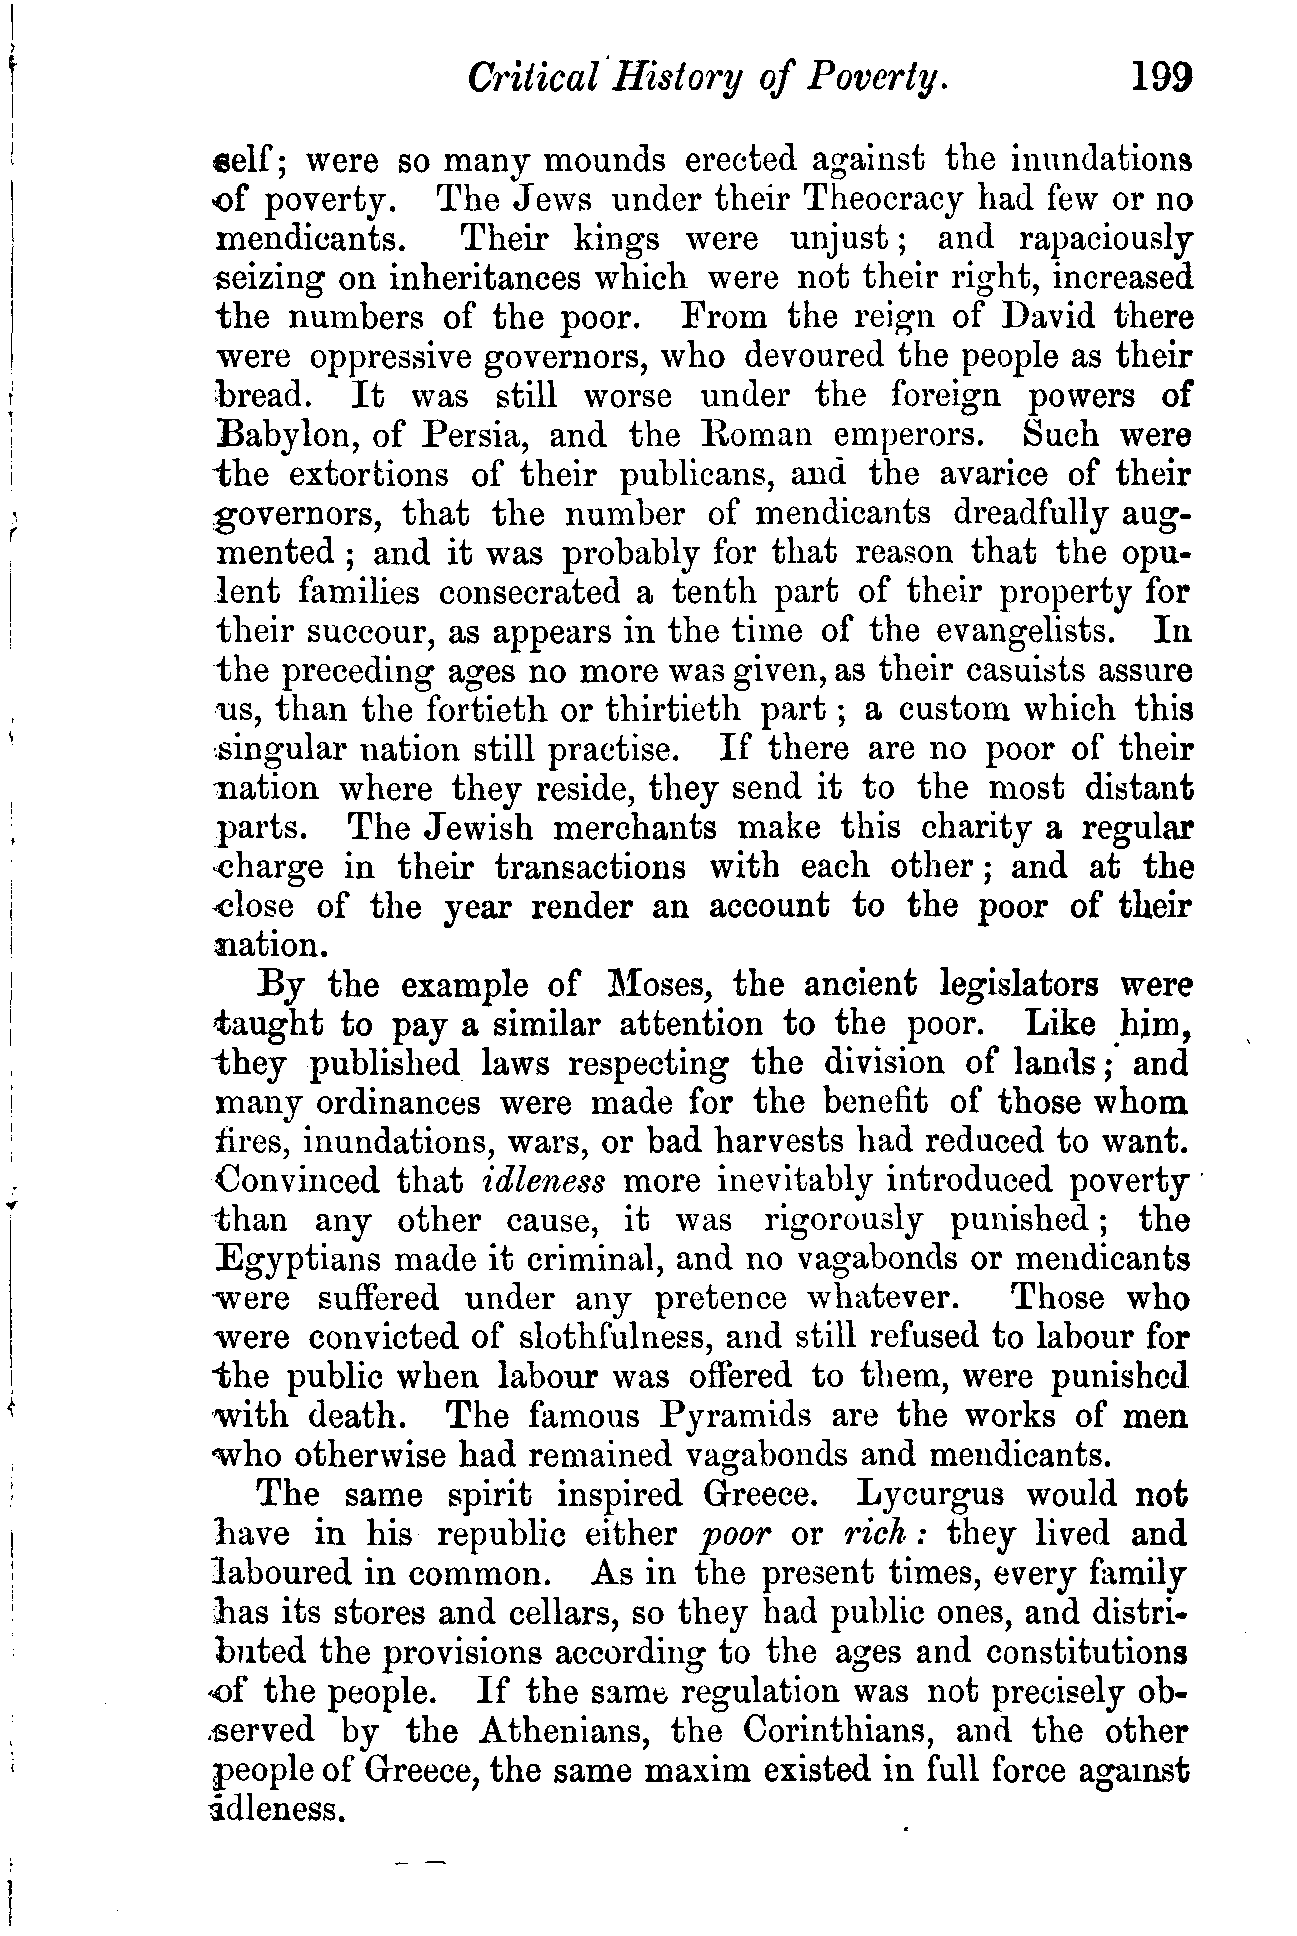 Critical History of Poverty. 199
self; were so many mounds erected against the inundations
of poverty. The Jews under their Theocracy had few or no
mendicants. Their kings were unjust; and rapaciously
seizing on inheritances which were not their right, increased
the numbers of the poor. From the reign of David there
were oppressive governors, who devoured the people as their
bread. It was still worse under the foreign powers of
Babylon, of Persia, and the Roman emperors. Such were
the extortions of their publicans, and the avarice of their
governors, that the number of mendicants dreadfully aug-
mented; and it was probably for that reason that the opu-
lent families consecrated a tenth part of their property for
their succour, as appears in the time of the evangelists. In
the preceding ages no more was given, as their casuists assure
us, than the fortieth or thirtieth part; a custom which this
singular nation still practise. If there are no poor of their
nation where they reside, they send it to the most distant
parts. The Jewish merchants make this charity a regular
charge in their transactions with each other; and at the
close of the year render an account to the poor of their
nation.
By the example of Moses, the ancient legislators were
taught to pay a similar attention to the poor. Like him,
they published laws respecting the division of lands; and
many ordinances were made for the benefit of those whom
fires, inundations, wars, or bad harvests had reduced to want.
Convinced that idleness more inevitably introduced poverty
than any other cause, it was rigorously punished; the
Egyptians made it criminal, and no vagabonds or mendicants
were suffered under any pretence whatever. Those who
were convicted of slothfulness, and still refused to labour for
the public when labour was offered to them, were punished
with death. The famous Pyramids are the works of men
who otherwise had remained vagabonds and mendicants.
The same spirit inspired Greece. Lycurgus would not
have in his republic either poor or rich: they lived and
laboured in common. As in the present times, every family
has its stores and cellars, so they had public ones, and distri-
buted the provisions according to the ages and constitutions
of the people. If the same regulation was not precisely ob-
served by the Athenians, the Corinthians, and the other
people of Greece, the same maxim existed in full force against
idleness.